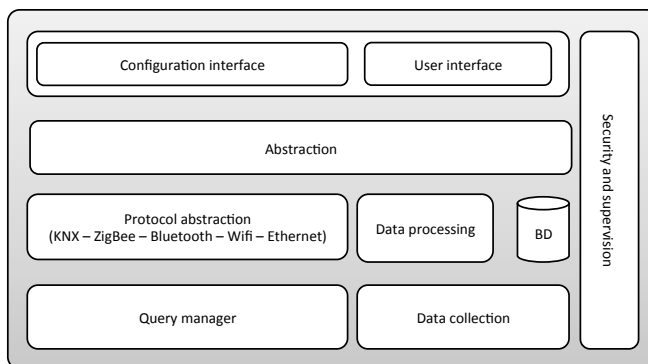 Configuration interface
User interface
Abstraction
Protocol abstraction
(KNX – ZigBee – Bluetooth – Wifi – Ethernet)
Data processing
BD
Query manager
Data collection
Security and supervision